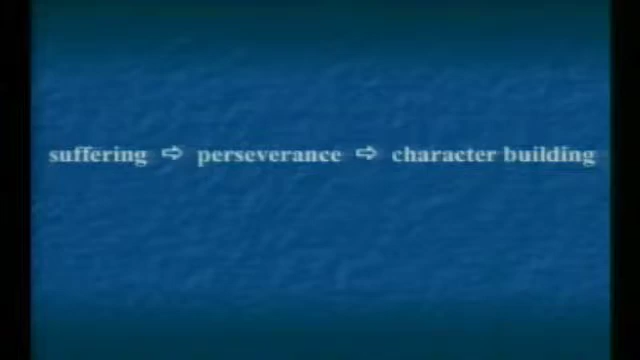 suffering ⇨ perseverance ⇨ character building